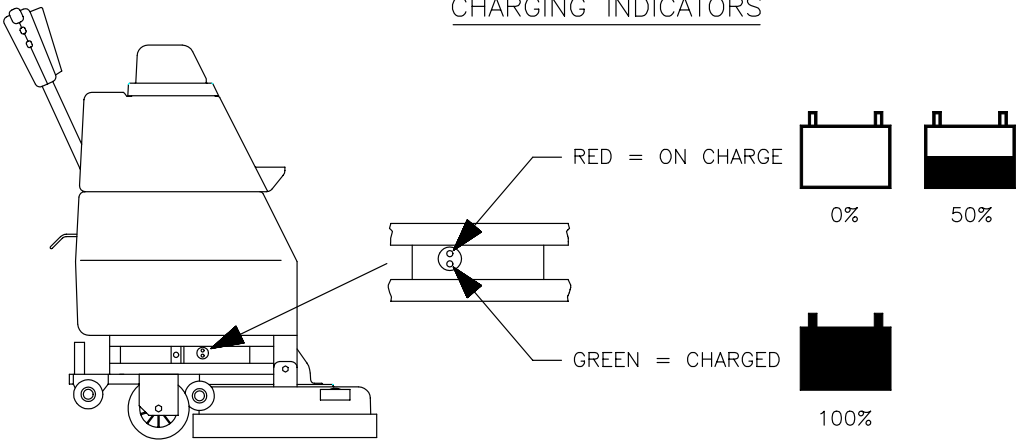 CHARGING INDICATORS
RED = ON CHARGE
0%
50%
GREEN = CHARGED
100%